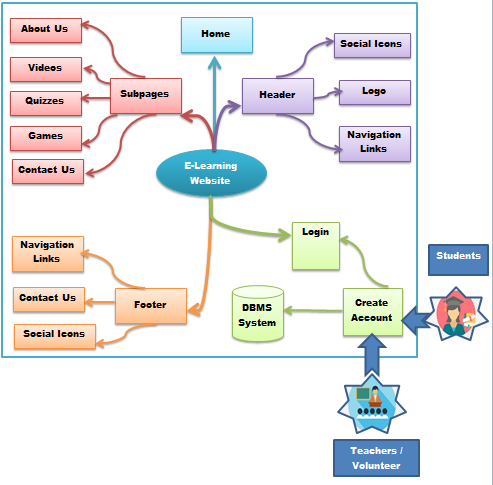 About Us
Videos
Quizzes
Games
Contact Us
Subpages
Home
Header
Social Icons
Logo
Navigation
Links
E-Learning
Website
Navigation
Links
Contact Us
Social Icons
Footer
Login
DBMS
System
Create
Account
Students
Teachers /
Volunteer